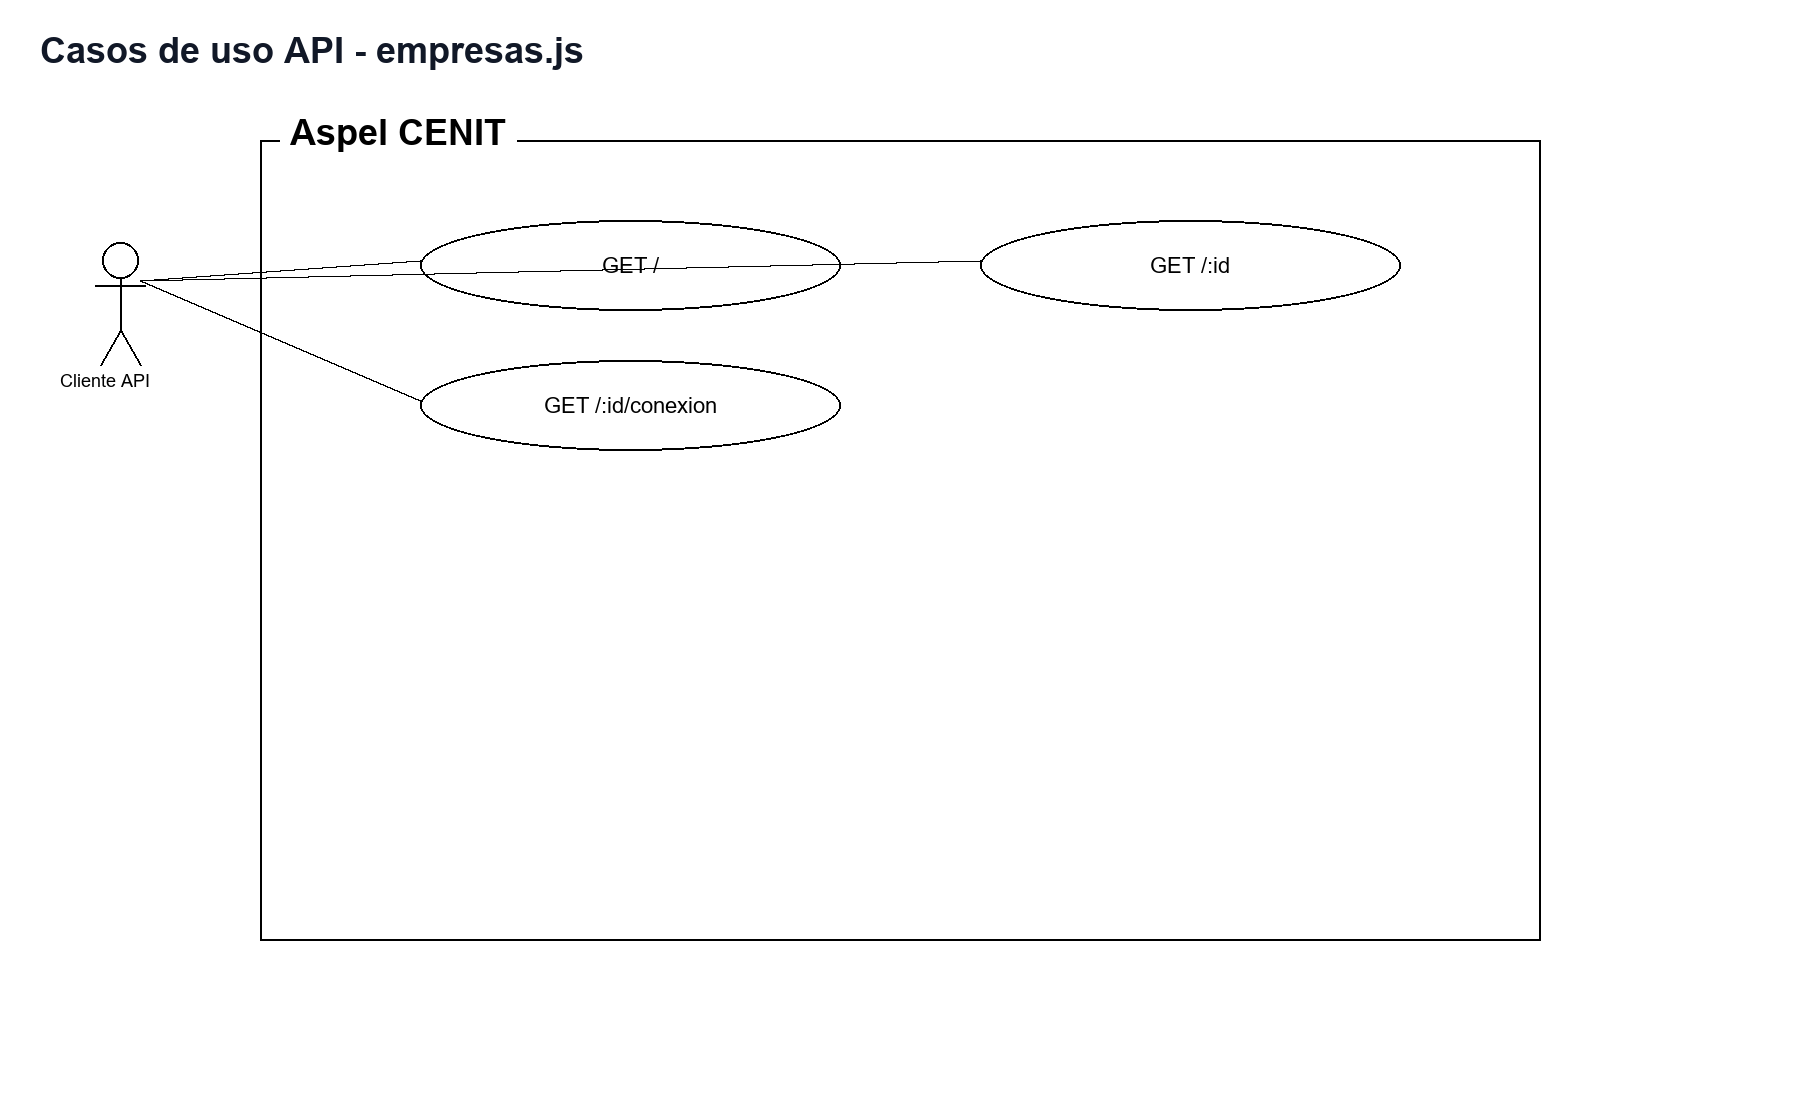 Casos de uso API - empresas.js
Aspel CENIT
GET /
GET /:id
Cliente API
GET /:id/conexion